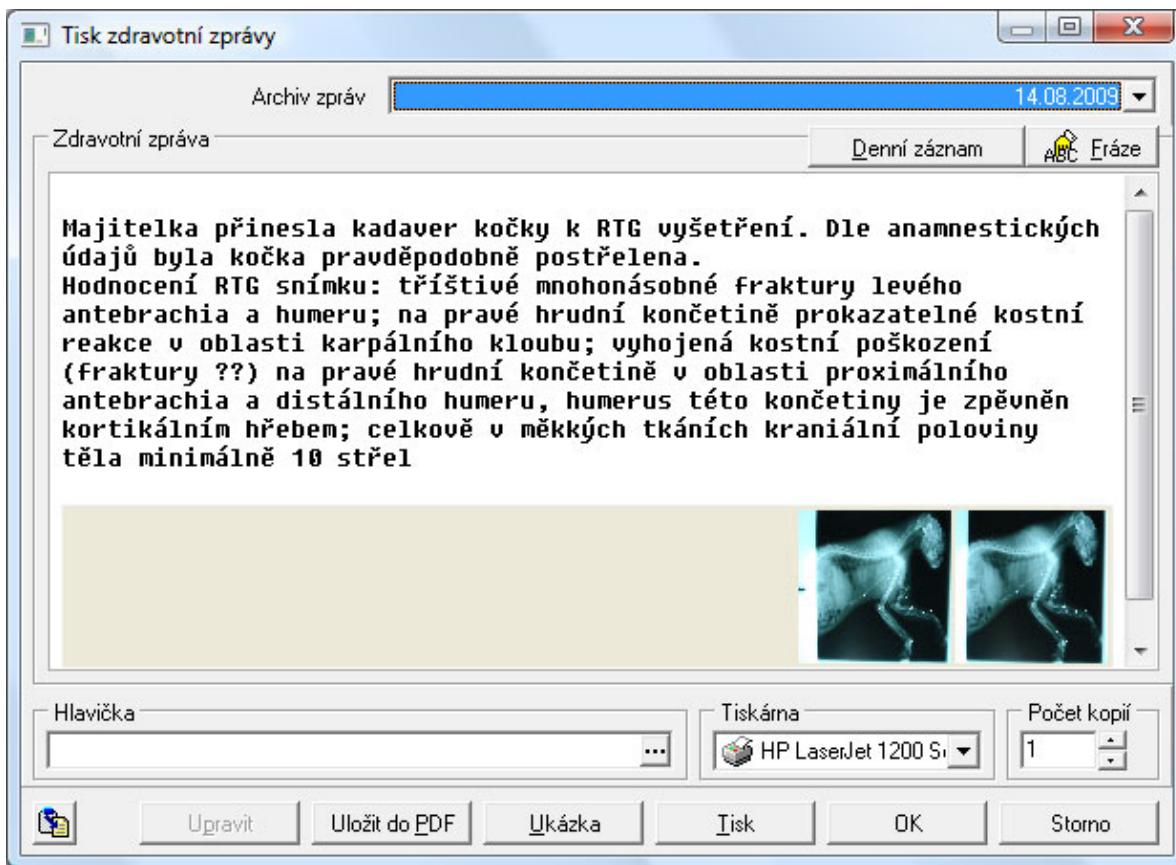 Tisk zdravotní zprávy
Archiv zpráv 14.08.2009
Zdravotní zpráva Denní záznam ABC Fráze
Majitelka přinesla kadaver kočky k RTG vyšetření. Dle anamnestických
údajů byla kočka pravděpodobně postřelena.
Hodnocení RTG snímku: tříštivé mnohonásobné fraktury levého
antebrachia a humeru; na pravé hrudní končetině prokazatelné kostní
reakce v oblasti karpálního kloubu; vyhojená kostní poškození
(fraktury ??) na pravé hrudní končetině v oblasti proximálního
antebrachia a distálního humeru, humerus této končetiny je zpěvněn
kortikálním hřebem; celkově v měkkých tkáních kraniální poloviny
těla minimálně 10 střel
Hlavička Tiskárna Počet kopií
... HP LaserJet 1200 1
Upravit Uložit do PDF Ukázka Tisk OK Storno